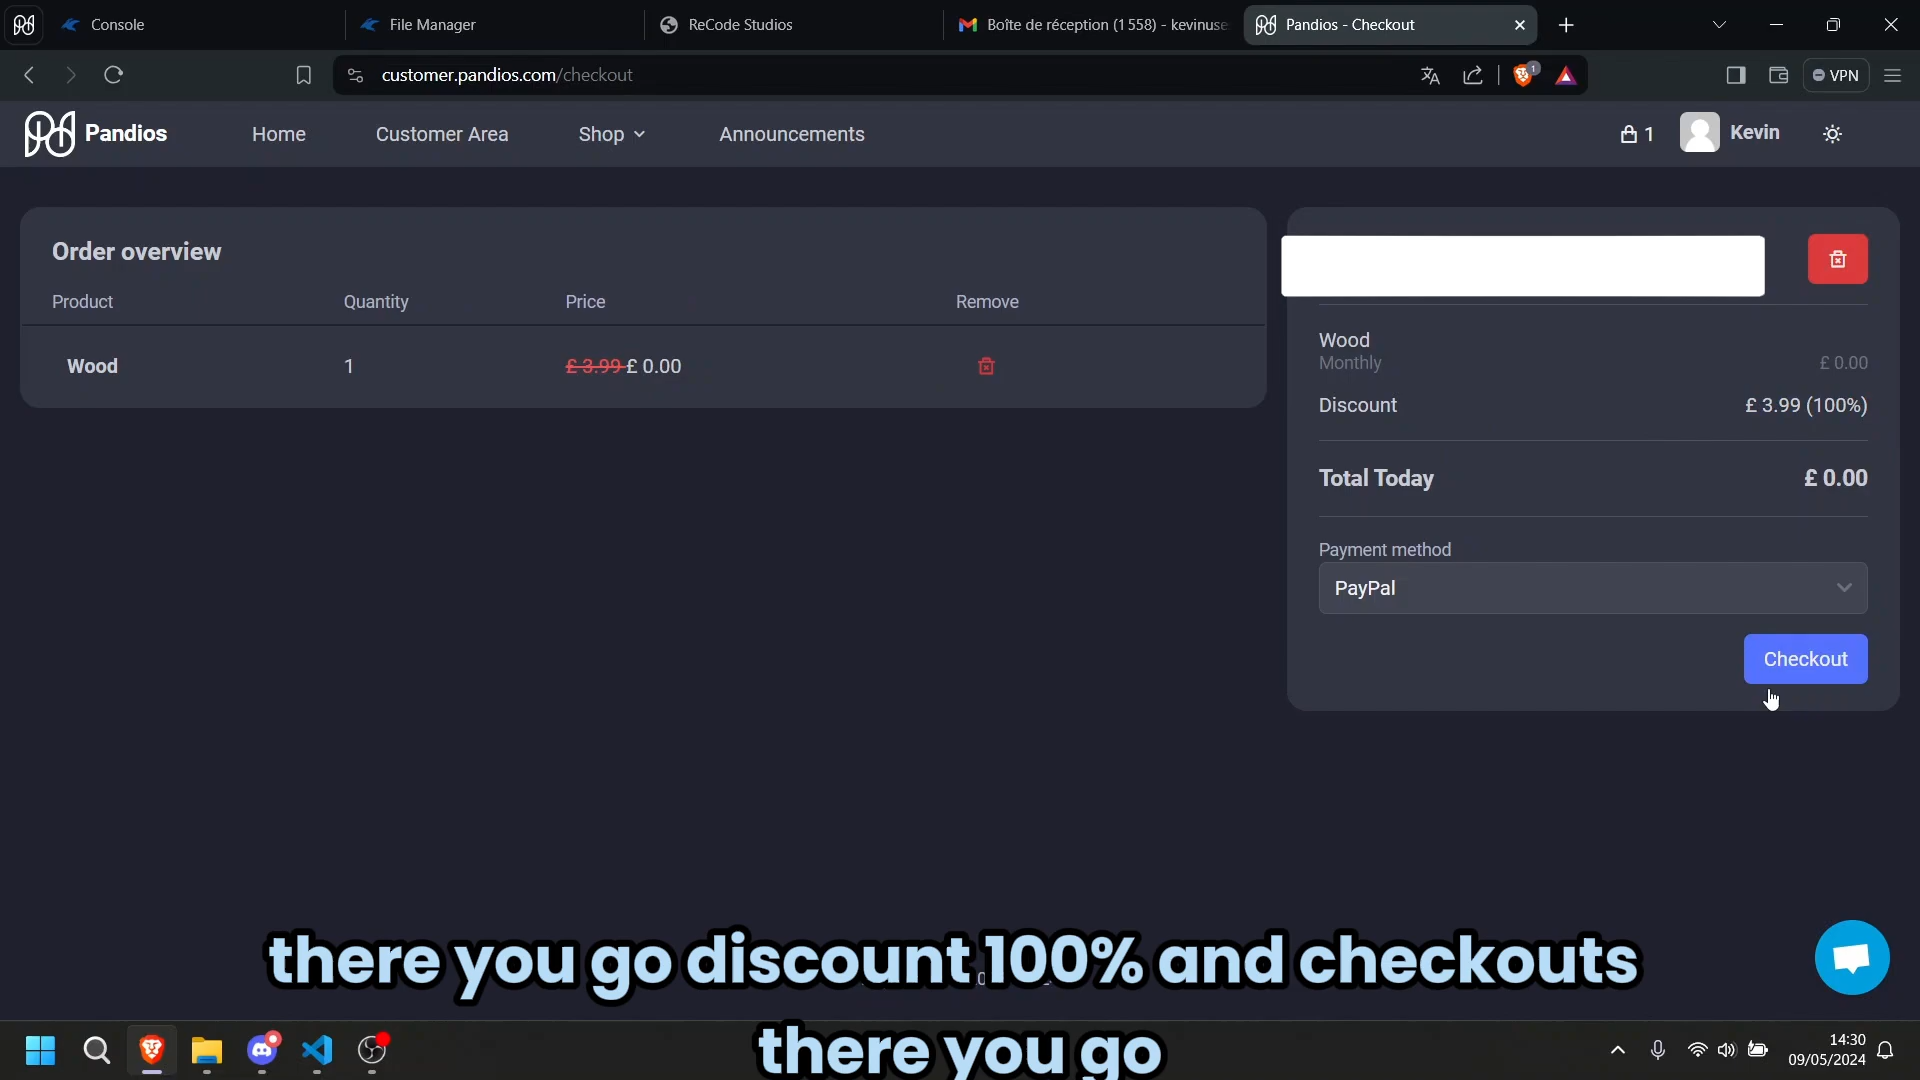 Console
File Manager
ReCode Studios
Boîte de réception (1 558) - kevinuse
Pandios - Checkout
customer.pandios.com/checkout
1
VPN
Pandios
Home
Customer Area
Shop
Announcements
1
Kevin
Order overview
Product
Quantity
Price
Remove
Wood
1
£ 3.99 £ 0.00
Wood
Monthly
£ 0.00
Discount
£ 3.99 (100%)
Total Today
£ 0.00
Payment method
PayPal
Checkout
there you go discount 100% and checkouts
there you go
14:30
09/05/2024